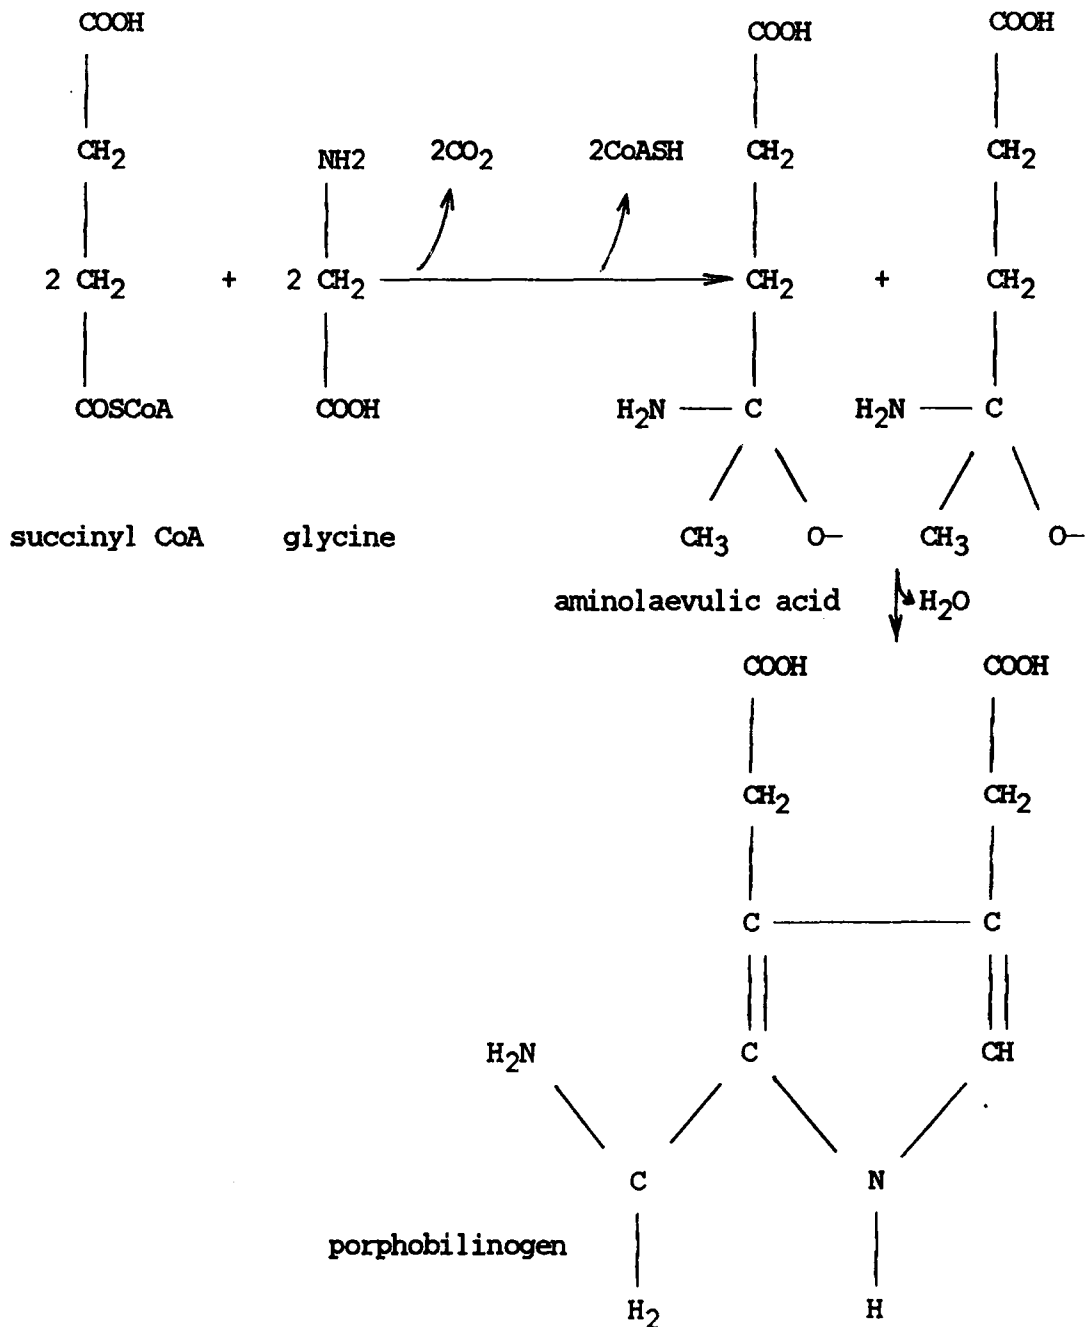 COOH COOH COOH
CH₂ NH2 2CO₂ 2CoASH CH₂ CH₂
2 CH₂ + 2 CH₂ CH₂ + CH₂
COSCoA COOH H₂N — C H₂N — C
succinyl CoA glycine CH₃ O— CH₃ O—
aminolaevulic acid H₂O
COOH COOH
CH₂ CH₂
C C
H₂N C CH
C N
porphobilinogen
H₂ H